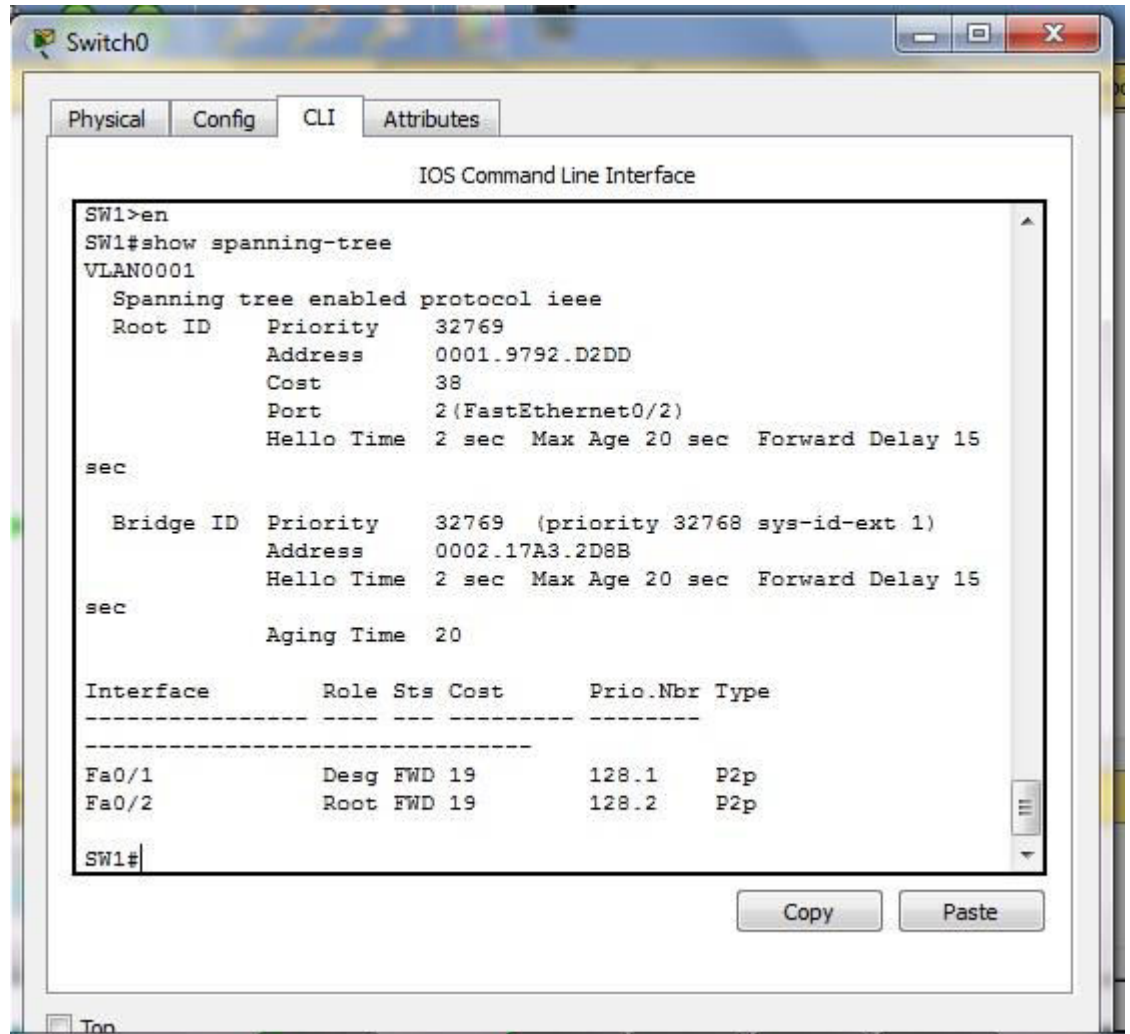 Switch0
Physical Config CLI Attributes
IOS Command Line Interface
SW1>en
SW1#show spanning-tree
VLAN0001
  Spanning tree enabled protocol ieee
  Root ID    Priority    32769
             Address     0001.9792.D2DD
             Cost        38
             Port        2(FastEthernet0/2)
             Hello Time  2 sec  Max Age 20 sec  Forward Delay 15
sec
  Bridge ID  Priority    32769  (priority 32768 sys-id-ext 1)
             Address     0002.17A3.2D8B
             Hello Time  2 sec  Max Age 20 sec  Forward Delay 15
sec
             Aging Time  20
Interface        Role Sts Cost      Prio.Nbr Type
---------------- ---- --- --------- --------
--------------------------------
Fa0/1            Desg FWD 19        128.1    P2p
Fa0/2            Root FWD 19        128.2    P2p
SW1#
Copy Paste
Top